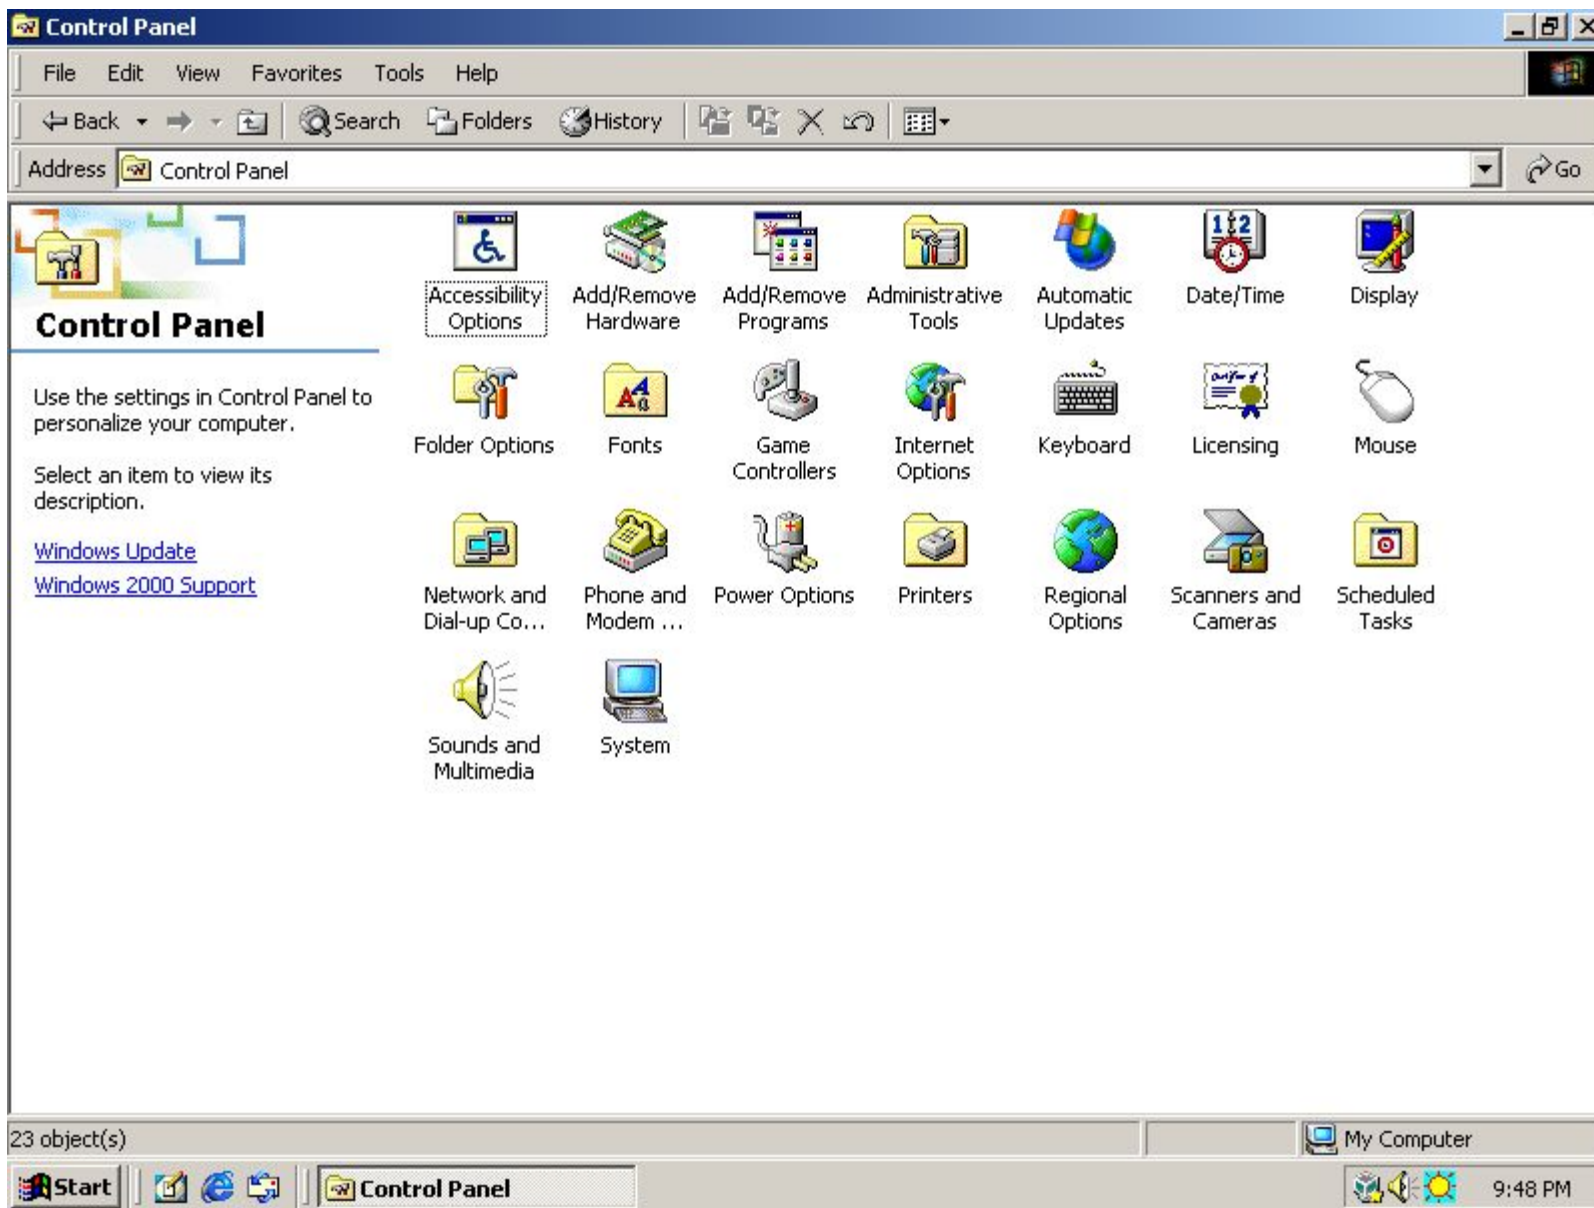 Control Panel
File Edit View Favorites Tools Help
Back Search Folders History
Address Control Panel Go
Control Panel
Use the settings in Control Panel to
personalize your computer.
Select an item to view its
description.
Windows Update
Windows 2000 Support
Accessibility
Options
Add/Remove
Hardware
Add/Remove
Programs
Administrative
Tools
Automatic
Updates
Date/Time
Display
Folder Options
Fonts
Game
Controllers
Internet
Options
Keyboard
Licensing
Mouse
Network and
Dial-up Co...
Phone and
Modem ...
Power Options
Printers
Regional
Options
Scanners and
Cameras
Scheduled
Tasks
Sounds and
Multimedia
System
23 object(s)
My Computer
Start Control Panel 9:48 PM